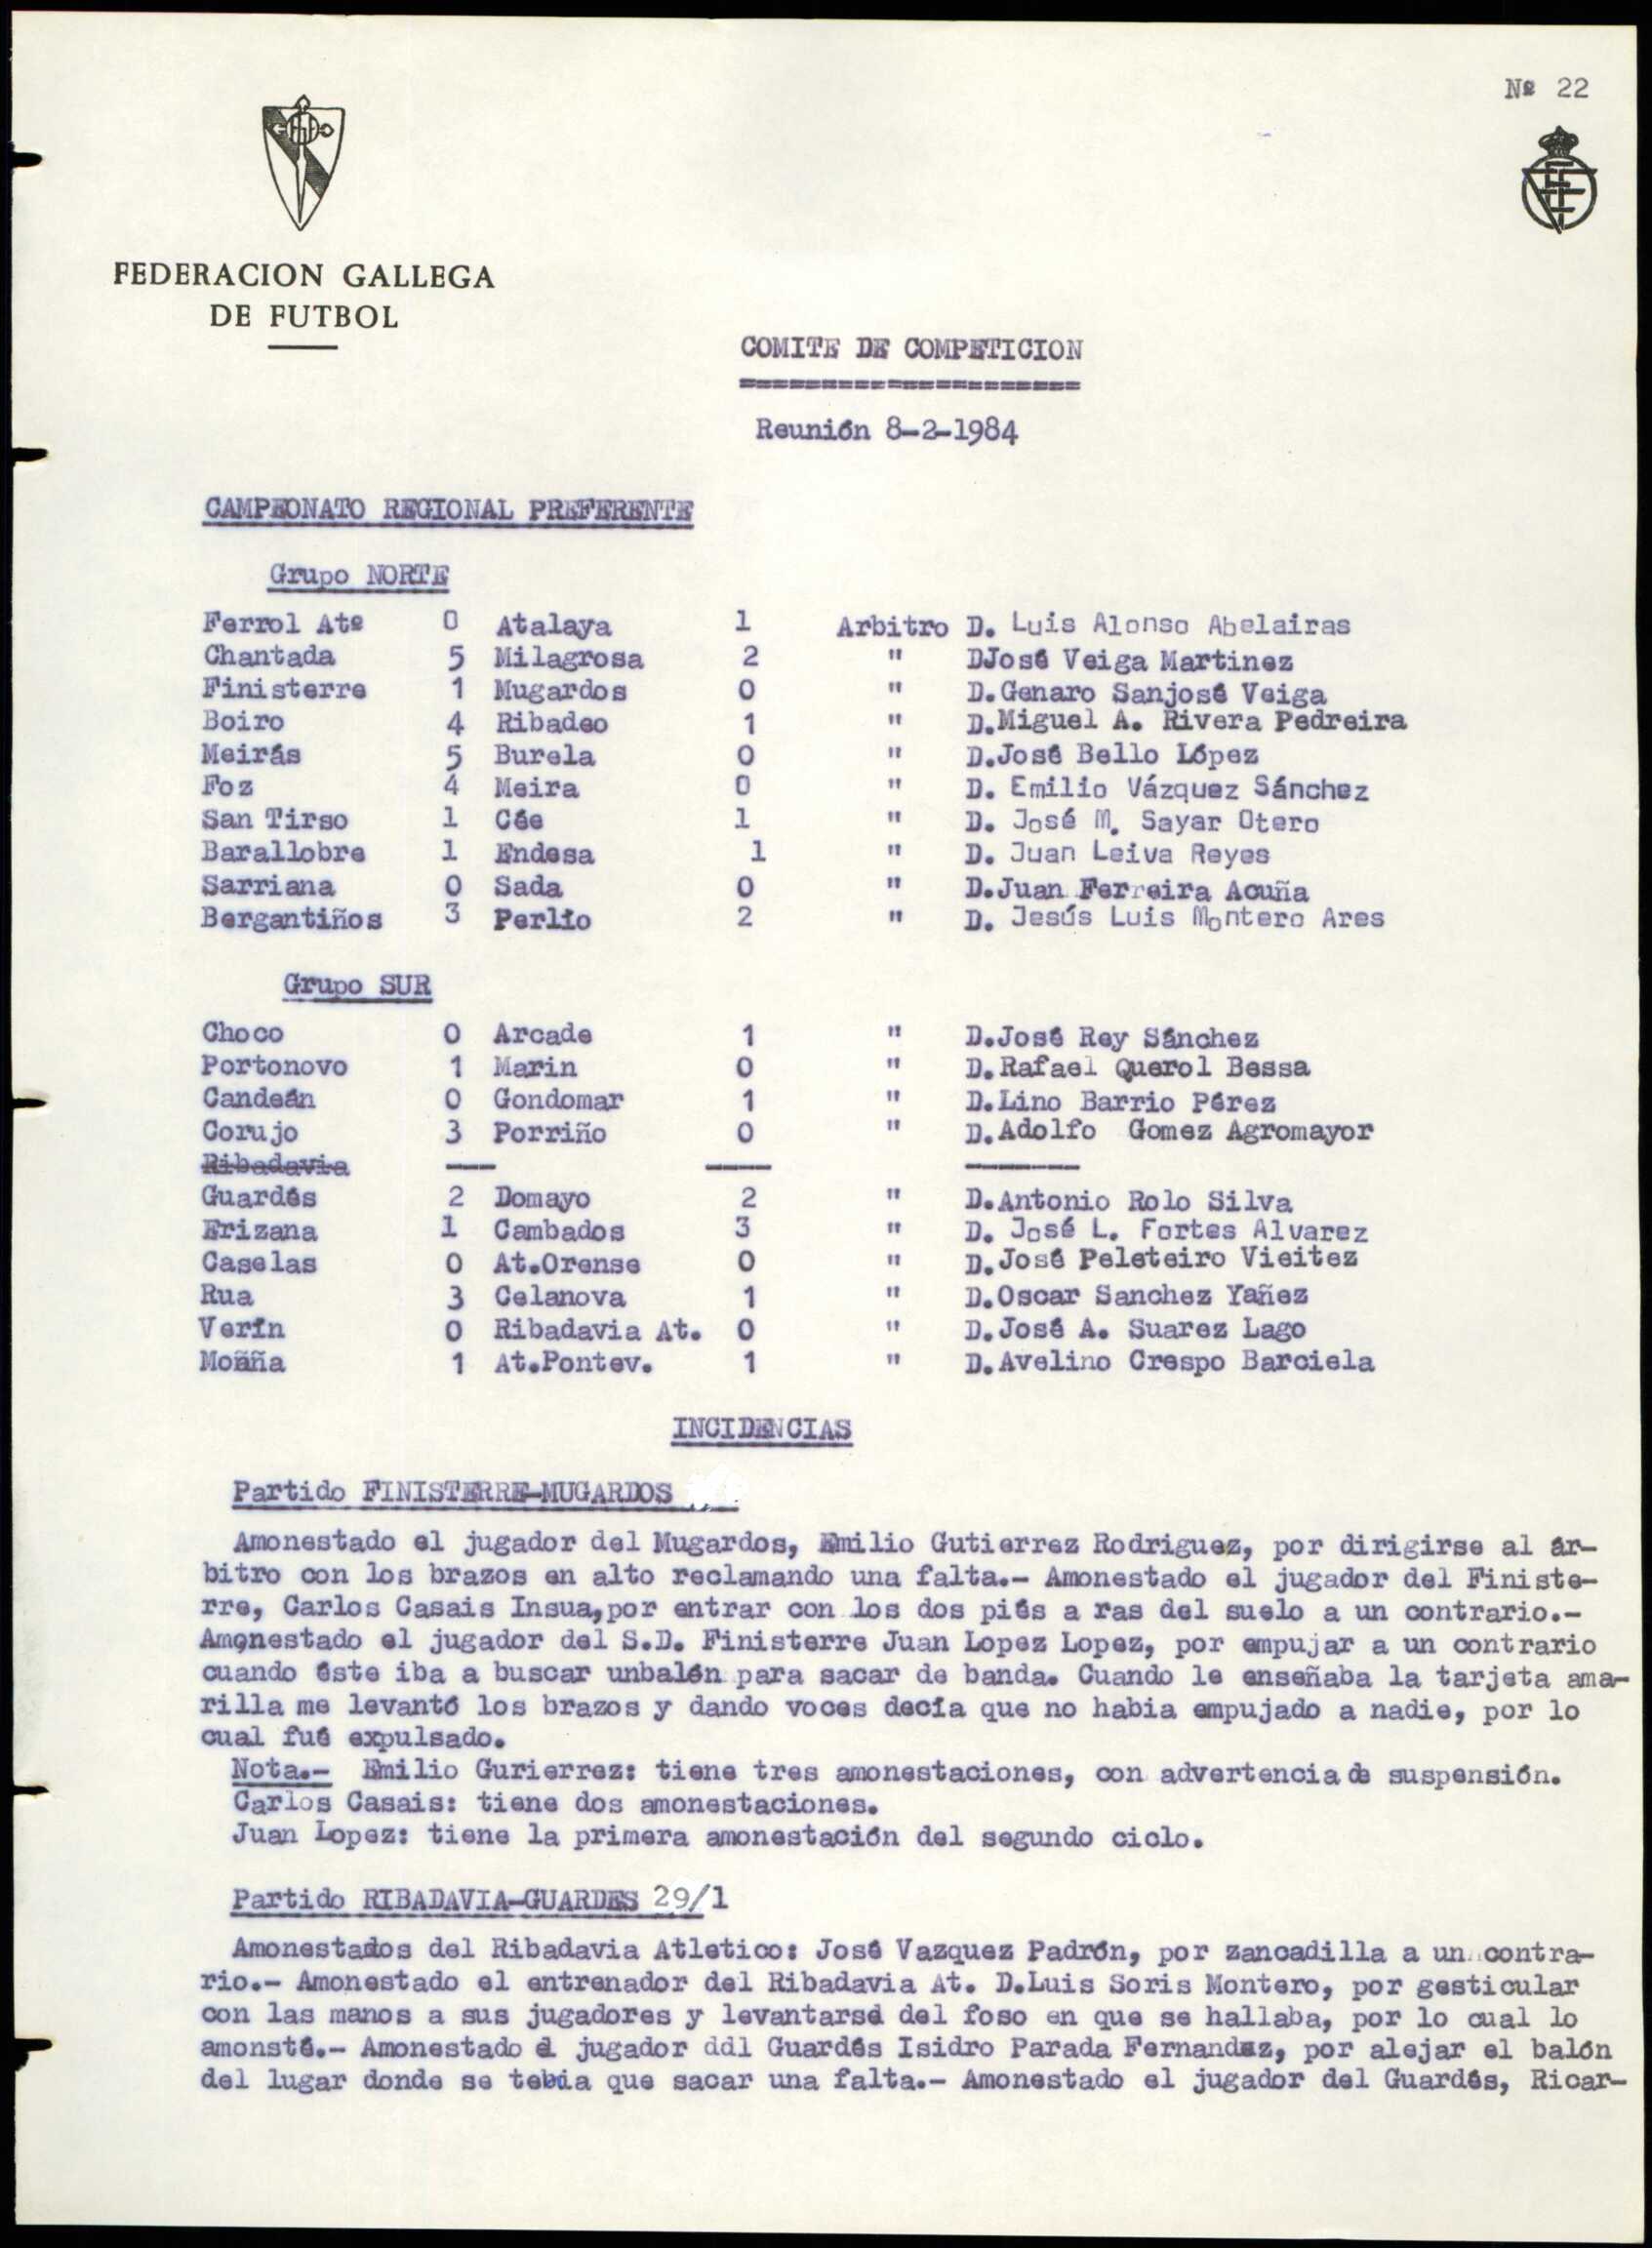 Nº 22
FEDERACION GALLEGA
DE FUTBOL
COMITE DE COMPETICION
=====================
Reunión 8-2-1984
CAMPEONATO REGIONAL PREFERENTE
Grupo NORTE
Ferrol Atº 0 Atalaya 1 Arbitro D. Luis Alonso Abelairas
Chantada 5 Milagrosa 2 " DJosé Veiga Martinez
Finisterre 1 Mugardos 0 " D.Genaro Sanjosé Veiga
Boiro 4 Ribadeo 1 " D.Miguel A. Rivera Pedreira
Meirás 5 Burela 0 " D.José Bello López
Foz 4 Meira 0 " D. Emilio Vázquez Sánchez
San Tirso 1 Cée 1 " D. José M. Sayar Otero
Barallobre 1 Endesa 1 " D. Juan Leiva Reyes
Sarriana 0 Sada 0 " D.Juan Ferreira Acuña
Bergantiños 3 Perlío 2 " D. Jesús Luis Montero Ares
Grupo SUR
Choco 0 Arcade 1 " D.José Rey Sánchez
Portonovo 1 Marin 0 " D.Rafael Querol Bessa
Candeán 0 Gondomar 1 " D.Lino Barrio Pérez
Corujo 3 Porriño 0 " D.Adolfo Gomez Agromayor
Ribadavia --- ---- -------
Guardés 2 Domayo 2 " D.Antonio Rolo Silva
Erizana 1 Cambados 3 " D. José L. Fortes Alvarez
Caselas 0 At.Orense 0 " D.José Peleteiro Vieitez
Rua 3 Celanova 1 " D.Oscar Sanchez Yañez
Verín 0 Ribadavia At. 0 " D.José A. Suarez Lago
Moäña 1 At.Pontev. 1 " D.Avelino Crespo Barciela
INCIDENCIAS
Partido FINISTERRE-MUGARDOS
Amonestado el jugador del Mugardos, Emilio Gutierrez Rodriguez, por dirigirse al ár-
bitro con los brazos en alto reclamando una falta.- Amonestado el jugador del Finiste-
rre, Carlos Casais Insua,por entrar con los dos piés a ras del suelo a un contrario.-
Amonestado el jugador del S.D. Finisterre Juan Lopez Lopez, por empujar a un contrario
cuando éste iba a buscar unbalón para sacar de banda. Cuando le enseñaba la tarjeta ama-
rilla me levantó los brazos y dando voces decía que no habia empujado a nadie, por lo
cual fué expulsado.
Nota.- Emilio Gurierrez: tiene tres amonestaciones, con advertencia de suspensión.
Carlos Casais: tiene dos amonestaciones.
Juan Lopez: tiene la primera amonestación del segundo ciclo.
Partido RIBADAVIA-GUARDES 29/1
Amonestados del Ribadavia Atletico: José Vazquez Padrón, por zancadilla a un contra-
rio.- Amonestado el entrenador del Ribadavia At. D.Luis Soris Montero, por gesticular
con las manos a sus jugadores y levantarse del foso en que se hallaba, por lo cual lo
amonsté.- Amonestado el jugador ddl Guardés Isidro Parada Fernandez, por alejar el balón
del lugar donde se tebia que sacar una falta.- Amonestado el jugador del Guardés, Ricar-